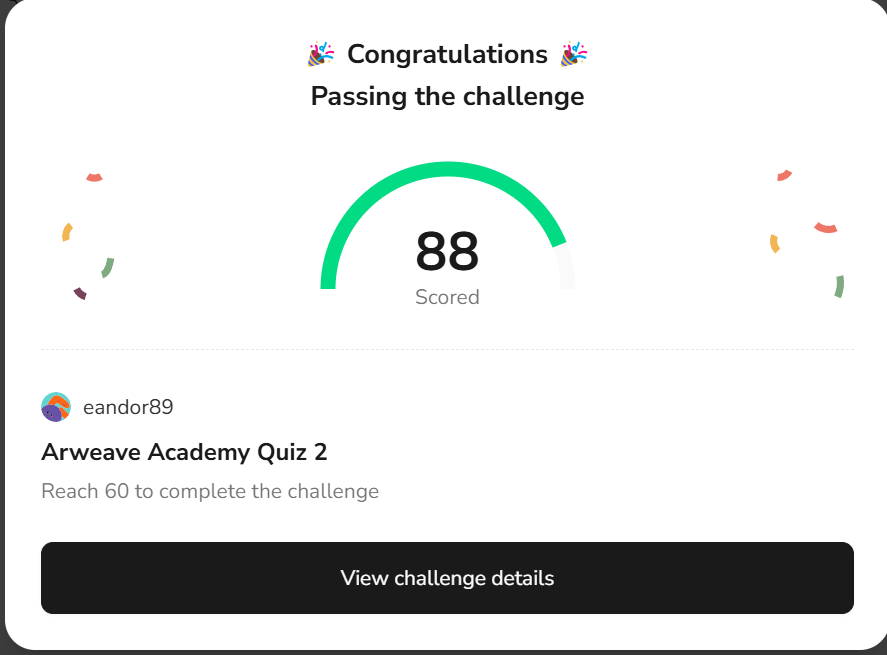 🎉 Congratulations 🎉
Passing the challenge
88
Scored
eandor89
Arweave Academy Quiz 2
Reach 60 to complete the challenge
View challenge details